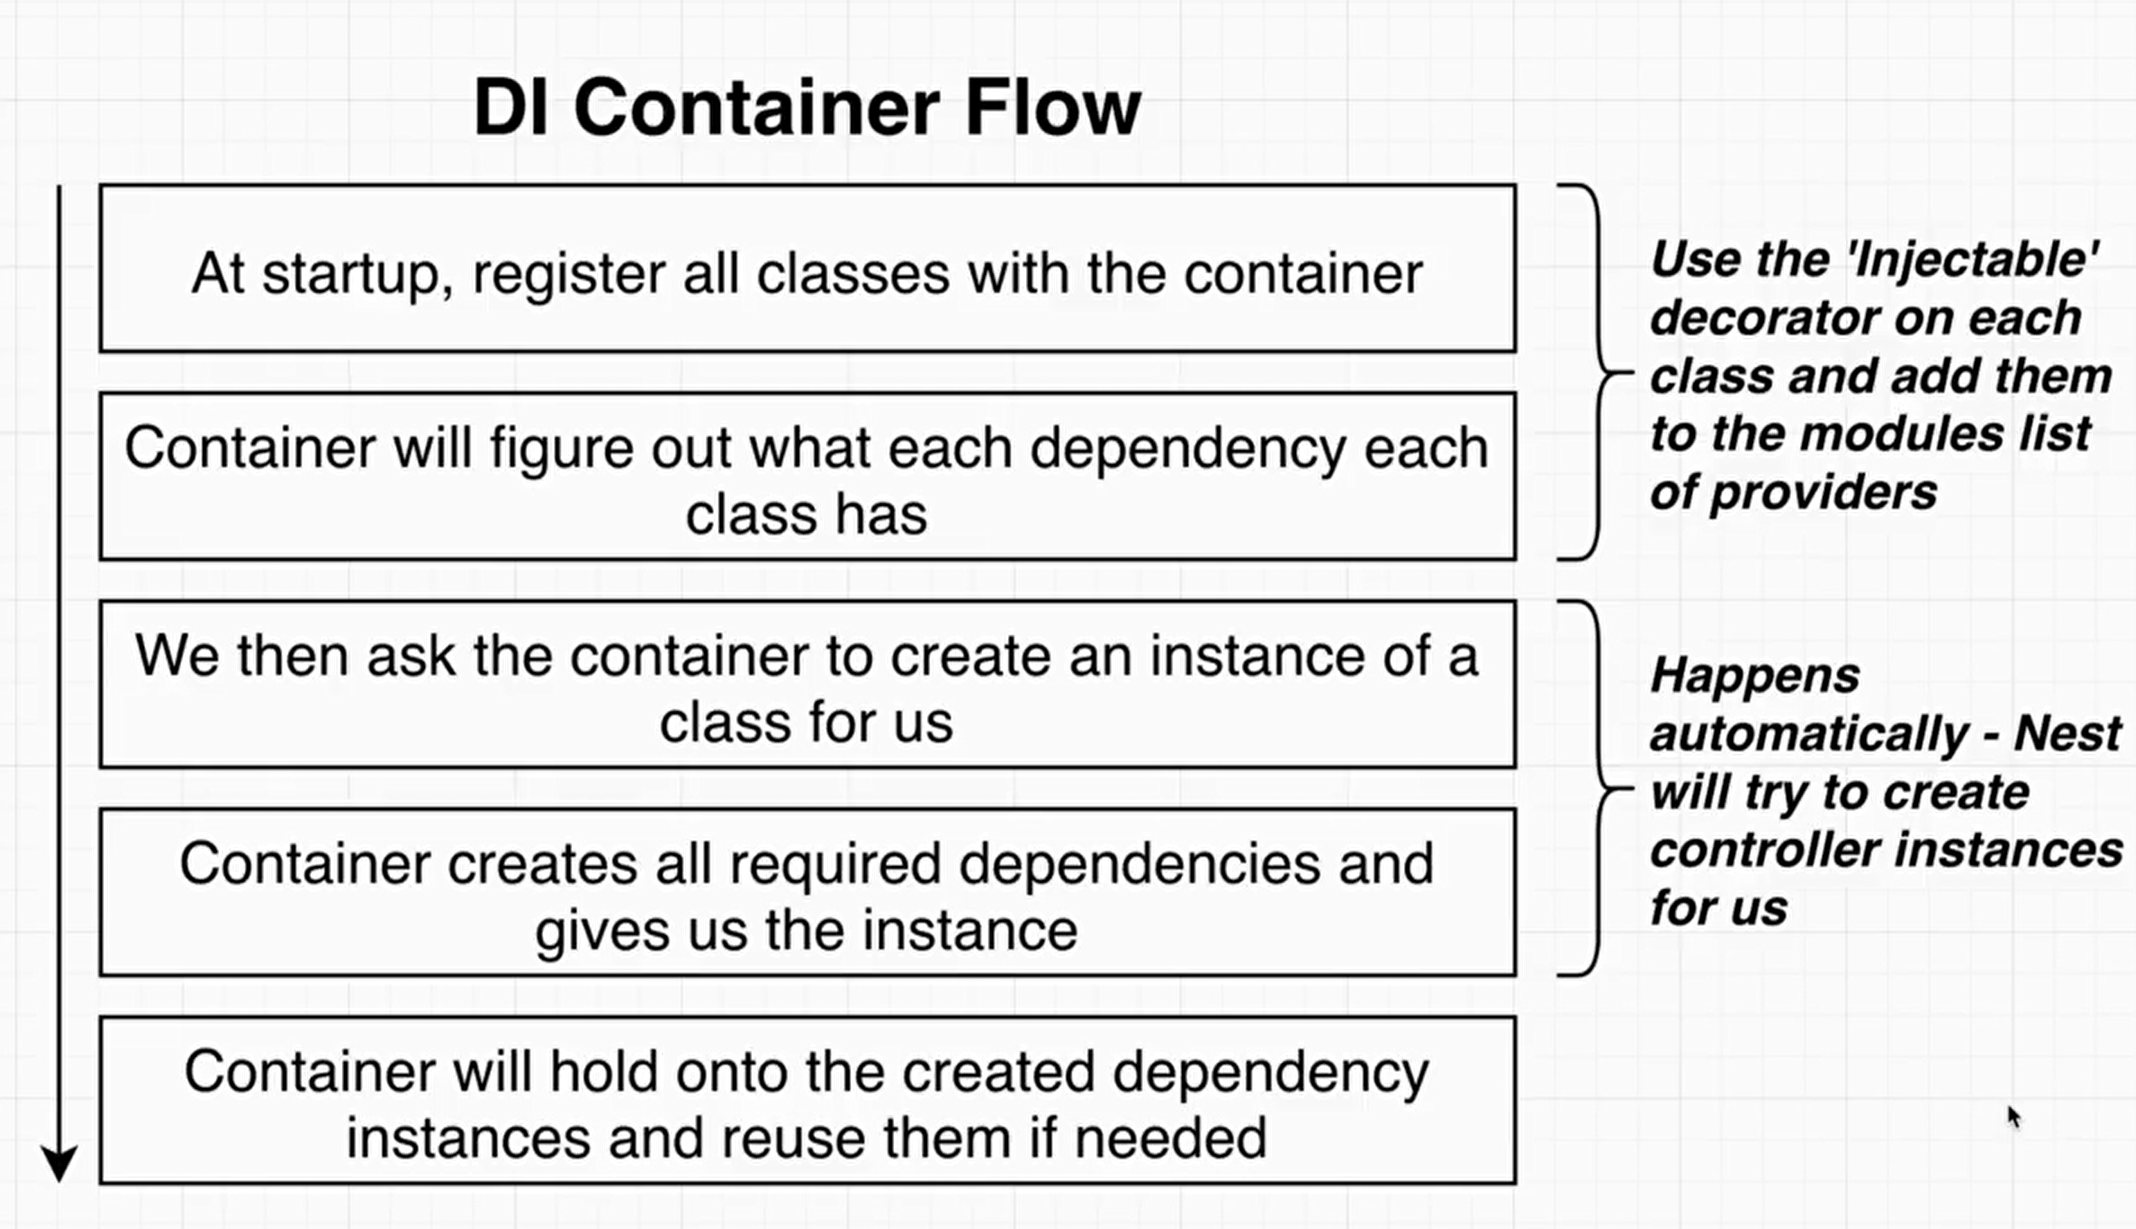 DI Container Flow
At startup, register all classes with the container
Container will figure out what each dependency each
class has
We then ask the container to create an instance of a
class for us
Container creates all required dependencies and
gives us the instance
Container will hold onto the created dependency
instances and reuse them if needed
Use the 'Injectable'
decorator on each
class and add them
to the modules list
of providers
Happens
automatically - Nest
will try to create
controller instances
for us